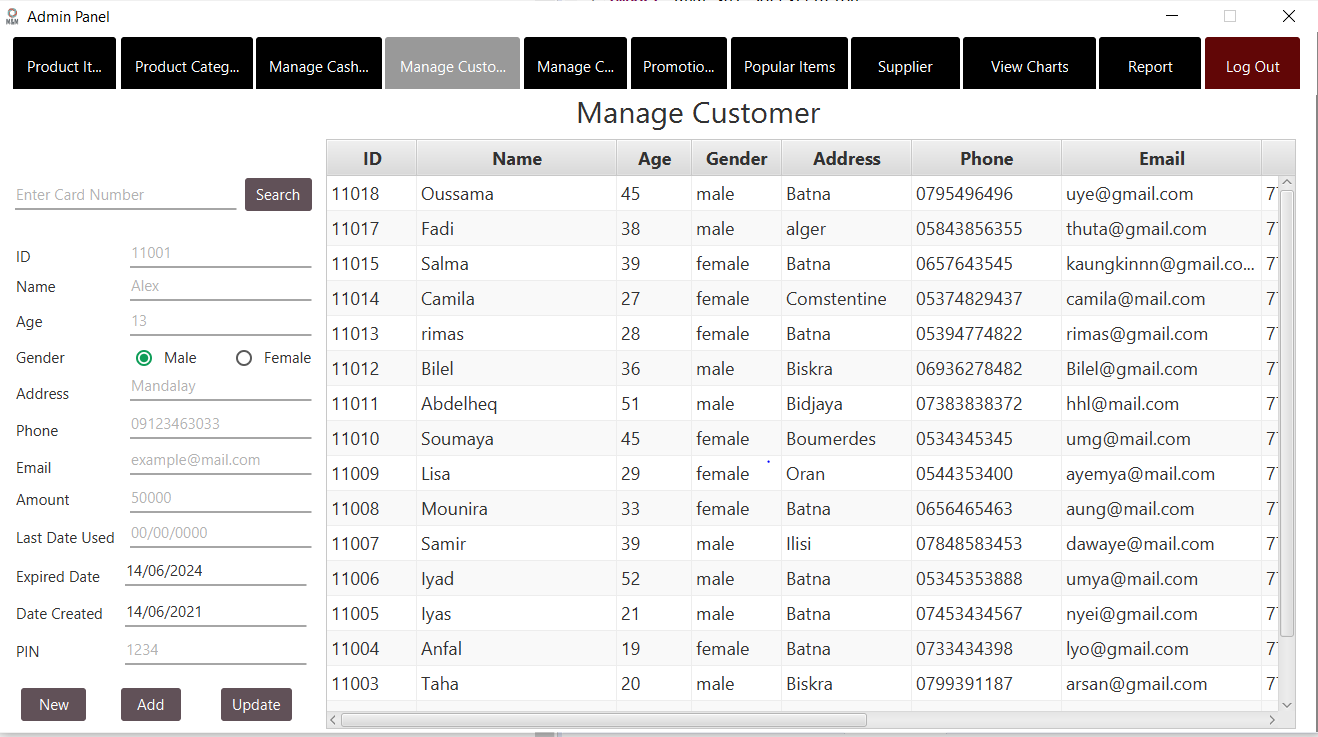 Admin Panel
Product It... Product Categ... Manage Cash... Manage Custo... Manage C... Promotio... Popular Items Supplier View Charts Report Log Out
Manage Customer
Enter Card Number Search
ID 11001
Name Alex
Age 13
Gender Male Female
Address Mandalay
Phone 09123463033
Email example@mail.com
Amount 50000
Last Date Used 00/00/0000
Expired Date 14/06/2024
Date Created 14/06/2021
PIN 1234
New Add Update
ID Name Age Gender Address Phone Email
11018 Oussama 45 male Batna 0795496496 uye@gmail.com 7
11017 Fadi 38 male alger 05843856355 thuta@gmail.com 7
11015 Salma 39 female Batna 0657643545 kaungkinnn@gmail.co... 7
11014 Camila 27 female Comstentine 05374829437 camila@mail.com 7
11013 rimas 28 female Batna 05394774822 rimas@gmail.com 7
11012 Bilel 36 male Biskra 06936278482 Bilel@gmail.com 7
11011 Abdelheq 51 male Bidjaya 07383838372 hhl@mail.com 7
11010 Soumaya 45 female Boumerdes 0534345345 umg@mail.com 7
11009 Lisa 29 female Oran 0544353400 ayemya@mail.com 7
11008 Mounira 33 female Batna 0656465463 aung@mail.com 7
11007 Samir 39 male Ilisi 07848583453 dawaye@mail.com 7
11006 Iyad 52 male Batna 05345353888 umya@mail.com 7
11005 Iyas 21 male Batna 07453434567 nyei@gmail.com 7
11004 Anfal 19 female Batna 0733434398 lyo@gmail.com 7
11003 Taha 20 male Biskra 0799391187 arsan@gmail.com 7